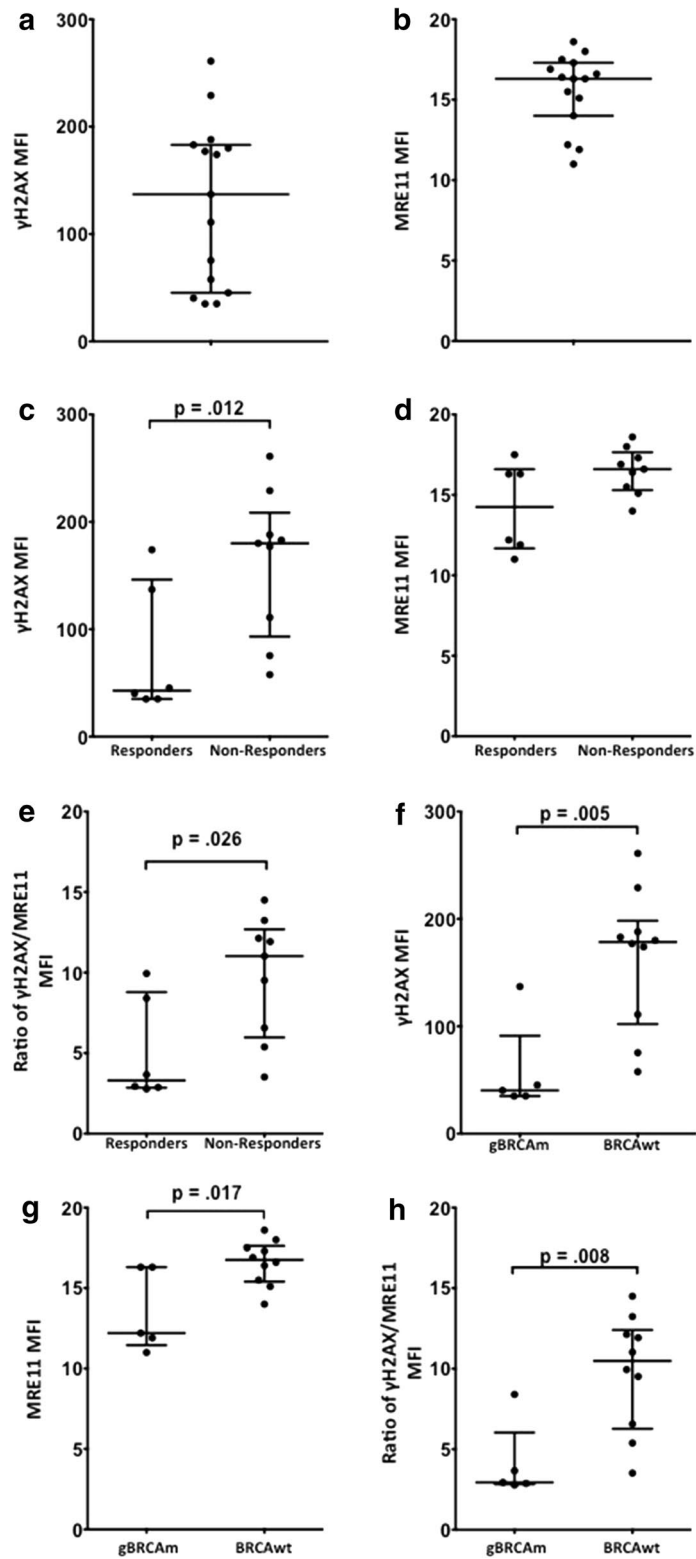 a
300
200
100
0
γH2AX MFI
b
20
15
10
5
0
MRE11 MFI
c
p = .012
300
200
100
0
γH2AX MFI
Responders Non-Responders
d
20
15
10
5
0
MRE11 MFI
Responders Non-Responders
e
p = .026
20
15
10
5
0
Ratio of γH2AX/MRE11
MFI
Responders Non-Responders
f
p = .005
300
200
100
0
γH2AX MFI
gBRCAm BRCAwt
g
p = .017
20
15
10
5
0
MRE11 MFI
gBRCAm BRCAwt
h
p = .008
20
15
10
5
0
Ratio of γH2AX/MRE11
MFI
gBRCAm BRCAwt